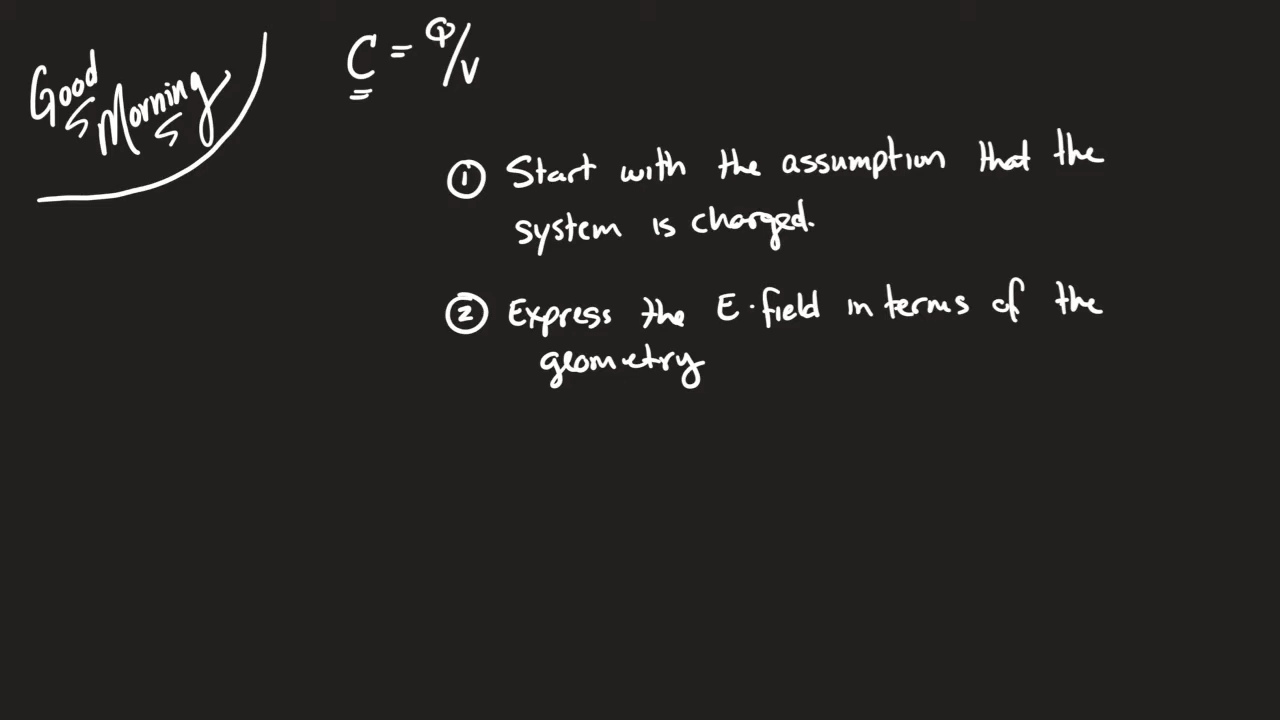 Good
Morning
C = Q/V
① Start with the assumption that the
system is charged.
② Express the E-field in terms of the
geometry